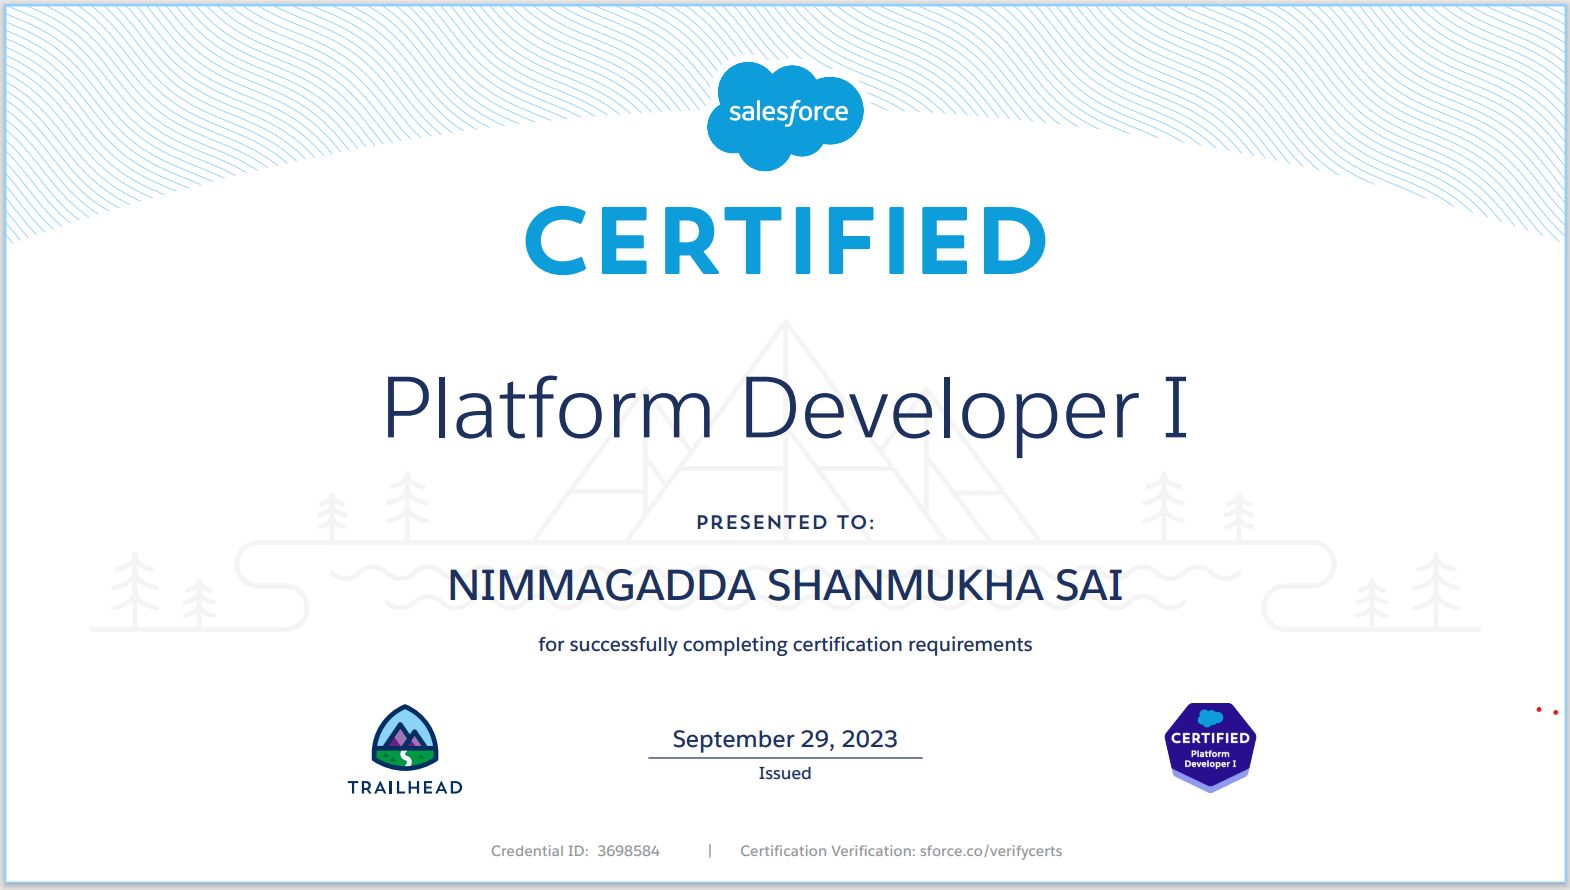 salesforce
CERTIFIED
Platform Developer I
PRESENTED TO:
NIMMAGADDA SHANMUKHA SAI
for successfully completing certification requirements
TRAILHEAD
September 29, 2023
Issued
CERTIFIED
Platform
Developer I
Credential ID: 3698584 | Certification Verification: sforce.co/verifycerts